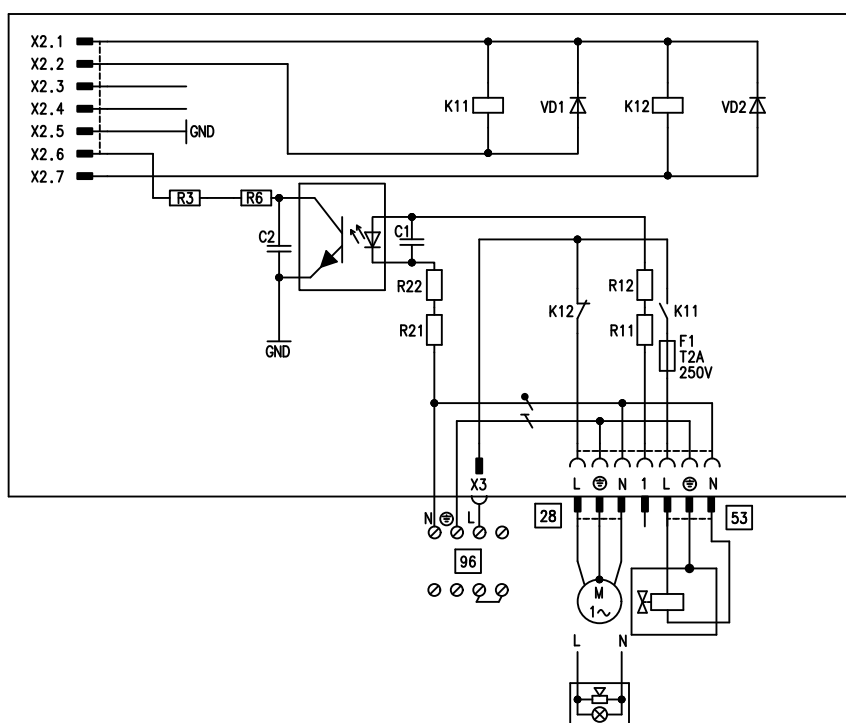 X2.1
X2.2
X2.3
X2.4
X2.5
X2.6
X2.7
GND
K11
VD1
K12
VD2
R3
R6
C2
C1
R22
R21
GND
K12
R12
R11
K11
F1
T2A
250V
X3
L
N
1
L
N
N
L
28
53
96
M
1~
L
N